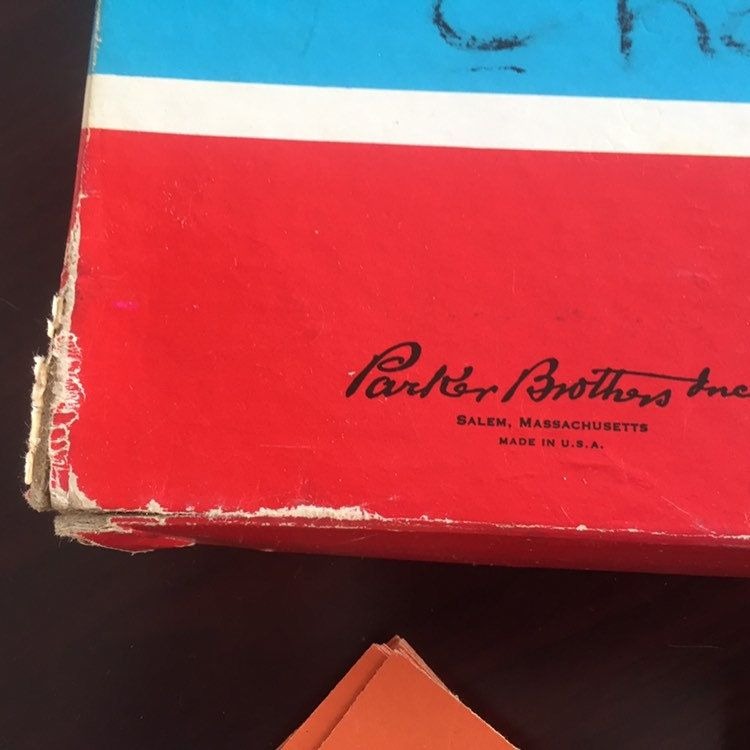 Parker Brothers Inc
SALEM, MASSACHUSETTS
MADE IN U.S.A.